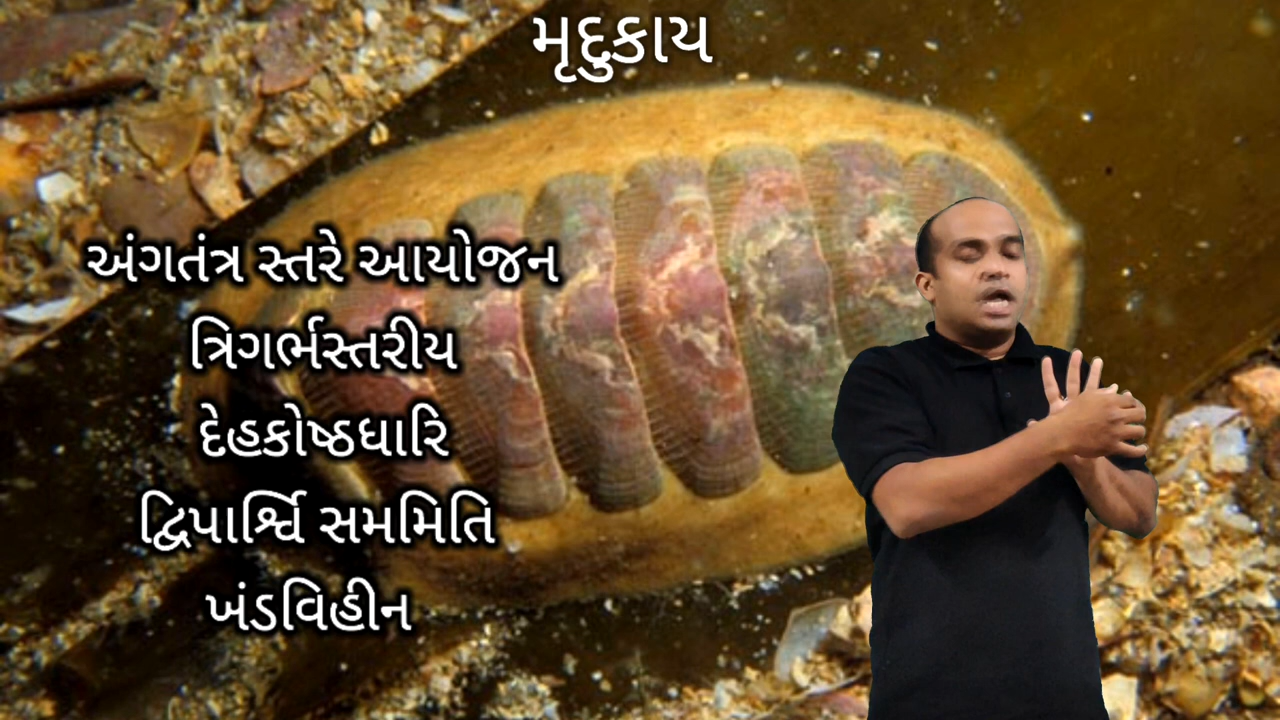 મૃદુકાય
અંગતંત્ર સ્તરે આયોજન
ત્રિગર્ભસ્તરીય
દેહકોષ્ઠધારિ
દ્વિપાર્શ્વિ સમમિતિ
ખંડવિહીન